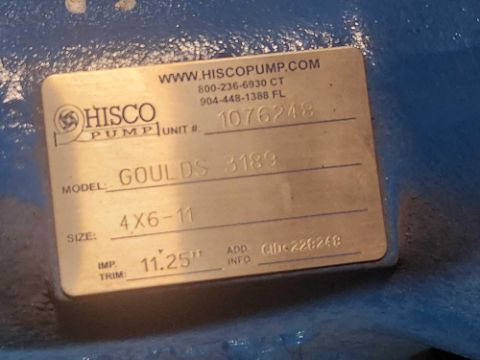 WWW.HISCOPUMP.COM
800-236-6930 CT
904-448-1388 FL
HISCO
PUMP
UNIT #: 1076248
MODEL: GOULDS 3189
SIZE: 4X6-11
IMP. TRIM: 11.25"
ADD. INFO CID<228248